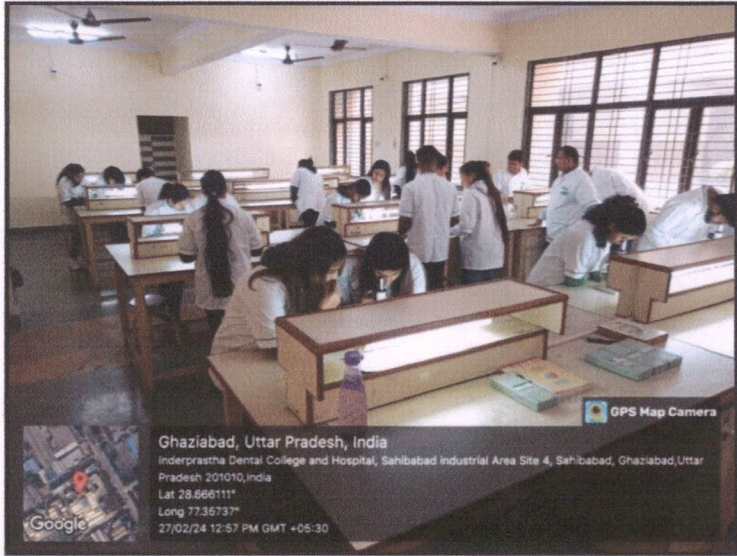 GPS Map Camera
Ghaziabad, Uttar Pradesh, India
Inderprastha Dental College and Hospital, Sahibabad industrial Area Site 4, Sahibabad, Ghaziabad,Uttar
Pradesh 201010,india
Lat 28.666111°
Long 77.35737°
27/02/24 12:57 PM GMT +05:30
Google